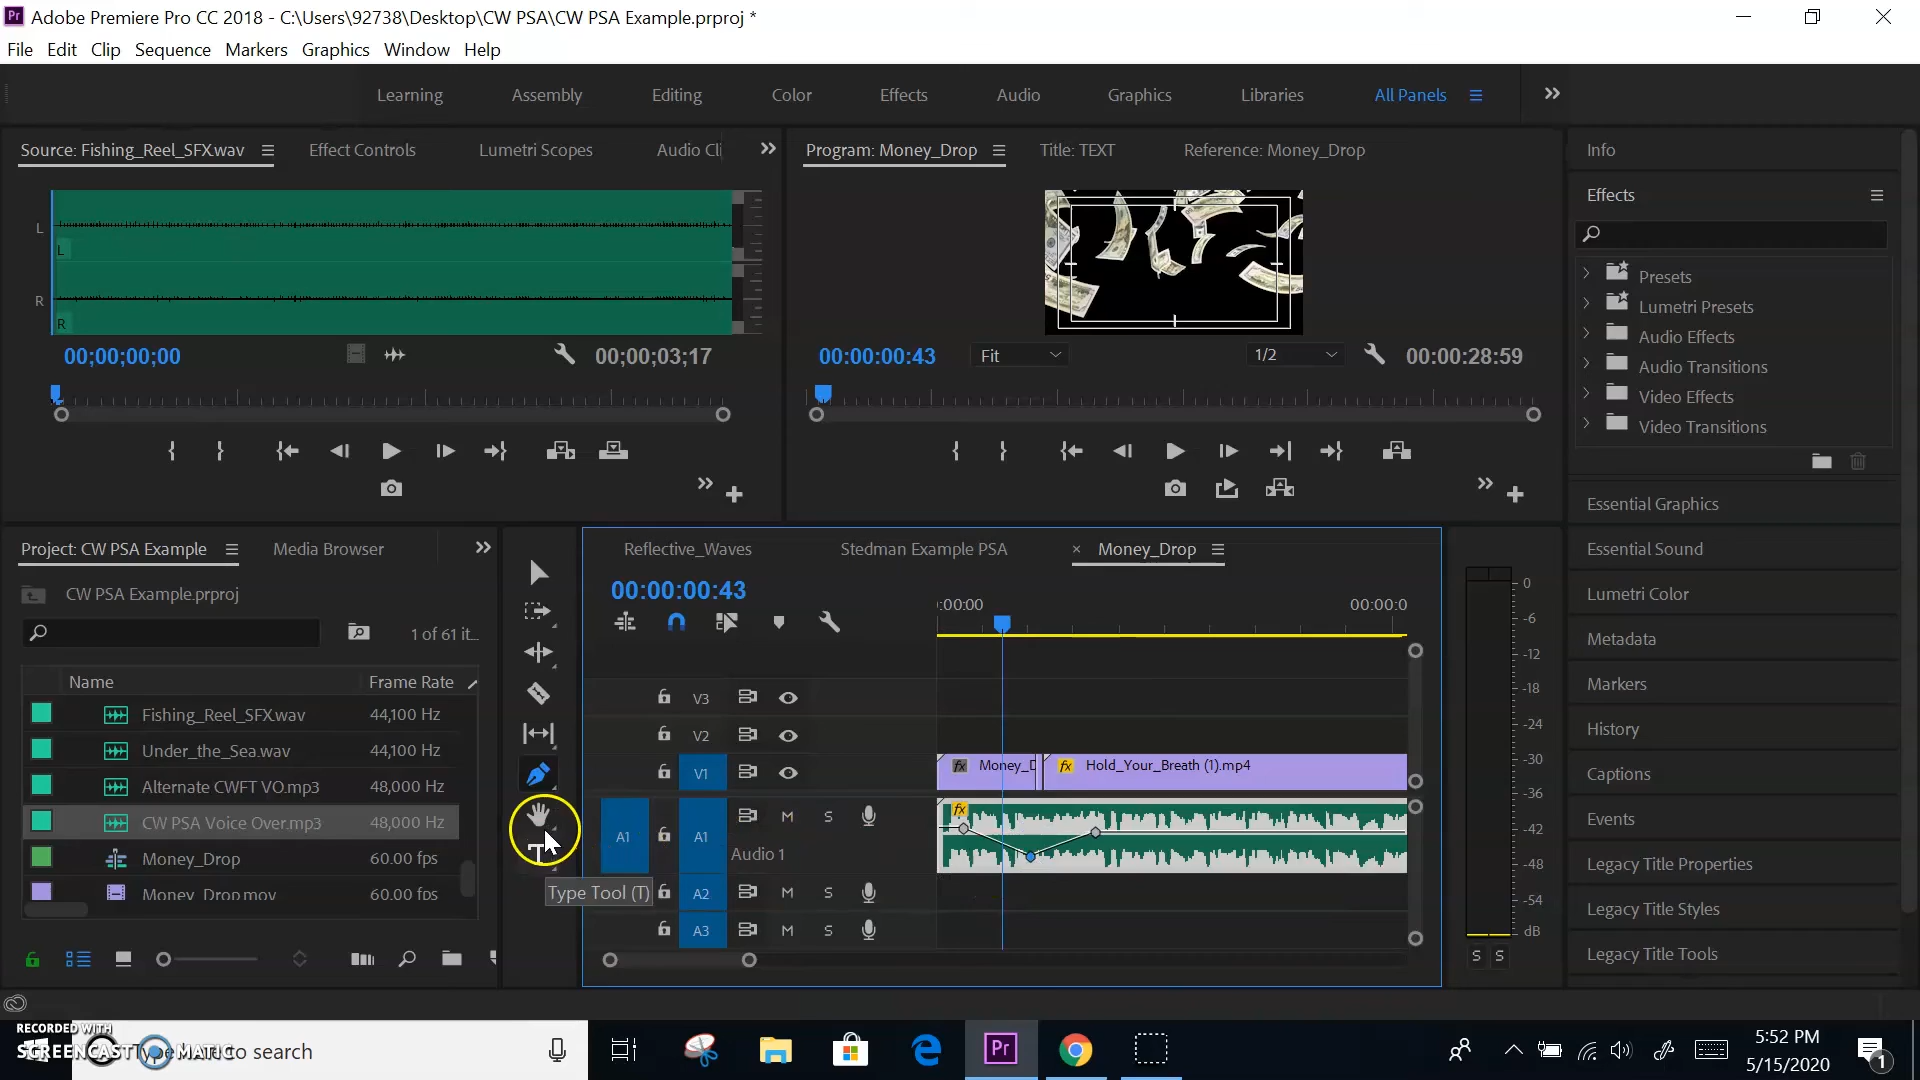 Pr Adobe Premiere Pro CC 2018 - C:\Users\92738\Desktop\CW PSA\CW PSA Example.prproj *
File Edit Clip Sequence Markers Graphics Window Help
Learning Assembly Editing Color Effects Audio Graphics Libraries All Panels
Source: Fishing_Reel_SFX.wav Effect Controls Lumetri Scopes Audio Cli
L
L
R
R
00;00;00;00 00;00;03;17
Program: Money_Drop Title: TEXT Reference: Money_Drop
00:00:00:43 Fit 1/2 00:00:28:59
Info
Effects
Presets
Lumetri Presets
Audio Effects
Audio Transitions
Video Effects
Video Transitions
Essential Graphics
Essential Sound
Lumetri Color
Metadata
Markers
History
Captions
Events
Legacy Title Properties
Legacy Title Styles
Legacy Title Tools
Project: CW PSA Example Media Browser
CW PSA Example.prproj
1 of 61 it...
Name Frame Rate
Fishing_Reel_SFX.wav 44,100 Hz
Under_the_Sea.wav 44,100 Hz
Alternate CWFT VO.mp3 48,000 Hz
CW PSA Voice Over.mp3 48,000 Hz
Money_Drop 60.00 fps
Money_Drop.mov 60.00 fps
Type Tool (T)
Reflective_Waves Stedman Example PSA × Money_Drop
00:00:00:43
:00:00 00:00:0
V3
V2
V1 fx Money_D fx Hold_Your_Breath (1).mp4
A1 A1 M S fx
Audio 1
A2 M S
A3 M S
0
-6
-12
-18
-24
-30
-36
-42
-48
-54
dB
S S
RECORDED WITH
SCREENCAST MATIC
Type here to search
Pr
5:52 PM
5/15/2020
1